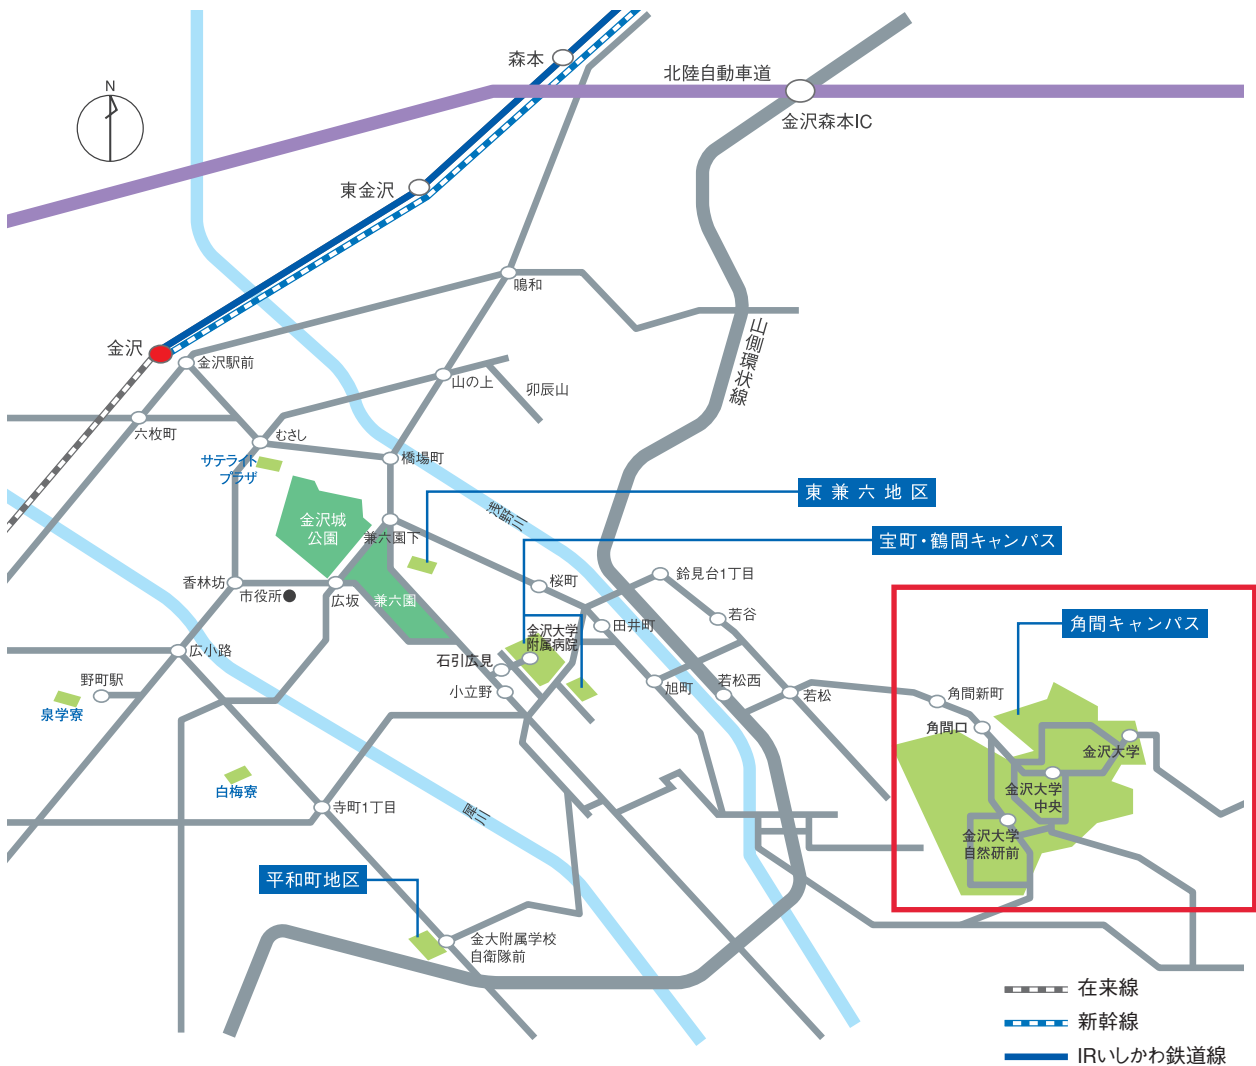 森本
北陸自動車道
N
金沢森本IC
東金沢
鳴和
山側環状線
金沢
金沢駅前
山の上
卯辰山
六枚町
むさし
橋場町
サテライト
プラザ
東兼六地区
浅野川
金沢城
公園
兼六園下
宝町・鶴間キャンパス
香林坊
市役所
広坂
兼六園
桜町
鈴見台1丁目
若谷
田井町
角間キャンパス
金沢大学
附属病院
広小路
石引広見
野町駅
小立野
旭町
若松西
若松
角間新町
泉学寮
角間口
金沢大学
白梅寮
金沢大学
中央
寺町1丁目
犀川
金沢大学
自然研前
平和町地区
金大附属学校
自衛隊前
在来線
新幹線
IRいしかわ鉄道線